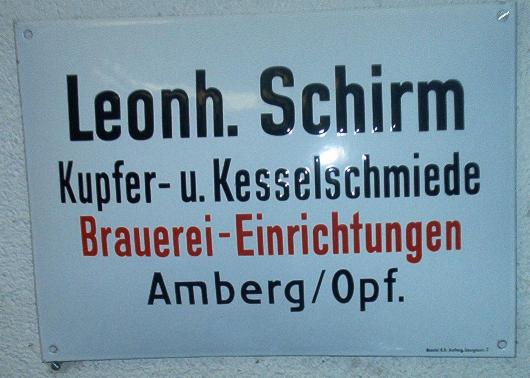 Leonh. Schirm
Kupfer- u. Kesselschmiede
Brauerei-Einrichtungen
Amberg/Opf.